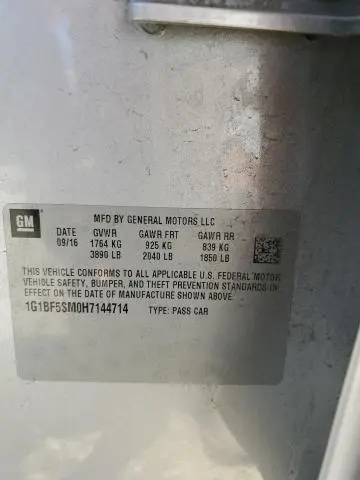 GM
MFD BY GENERAL MOTORS LLC
DATE GVWR GAWR FRT GAWR RR
09/16 1764 KG 925 KG 839 KG
3890 LB 2040 LB 1850 LB
THIS VEHICLE CONFORMS TO ALL APPLICABLE U.S. FEDERAL MOTOR
VEHICLE SAFETY, BUMPER, AND THEFT PREVENTION STANDARDS IN
EFFECT ON THE DATE OF MANUFACTURE SHOWN ABOVE.
1G1BF5SM0H7144714 TYPE: PASS CAR